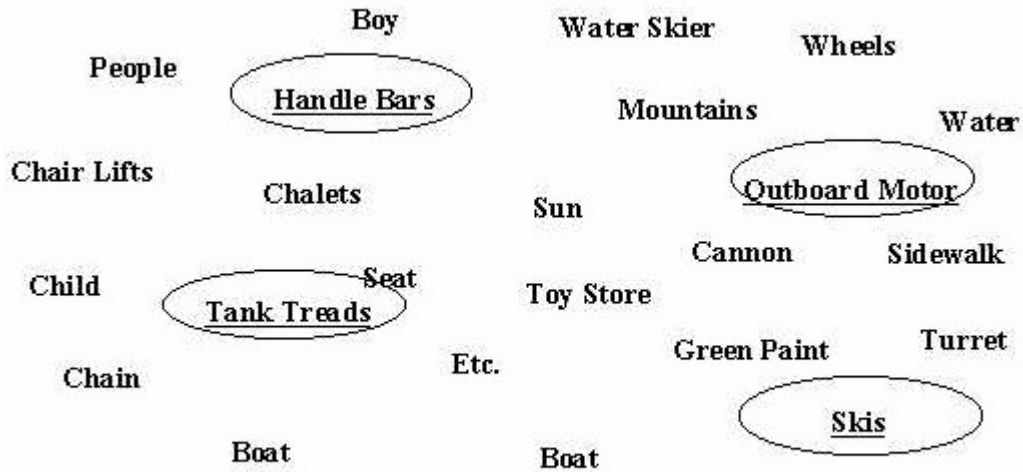 Boy
Water Skier
Wheels
People
Handle Bars
Mountains
Water
Chair Lifts
Chalets
Outboard Motor
Sun
Cannon
Sidewalk
Child
Seat
Tank Treads
Toy Store
Green Paint
Turret
Chain
Etc.
Skis
Boat
Boat